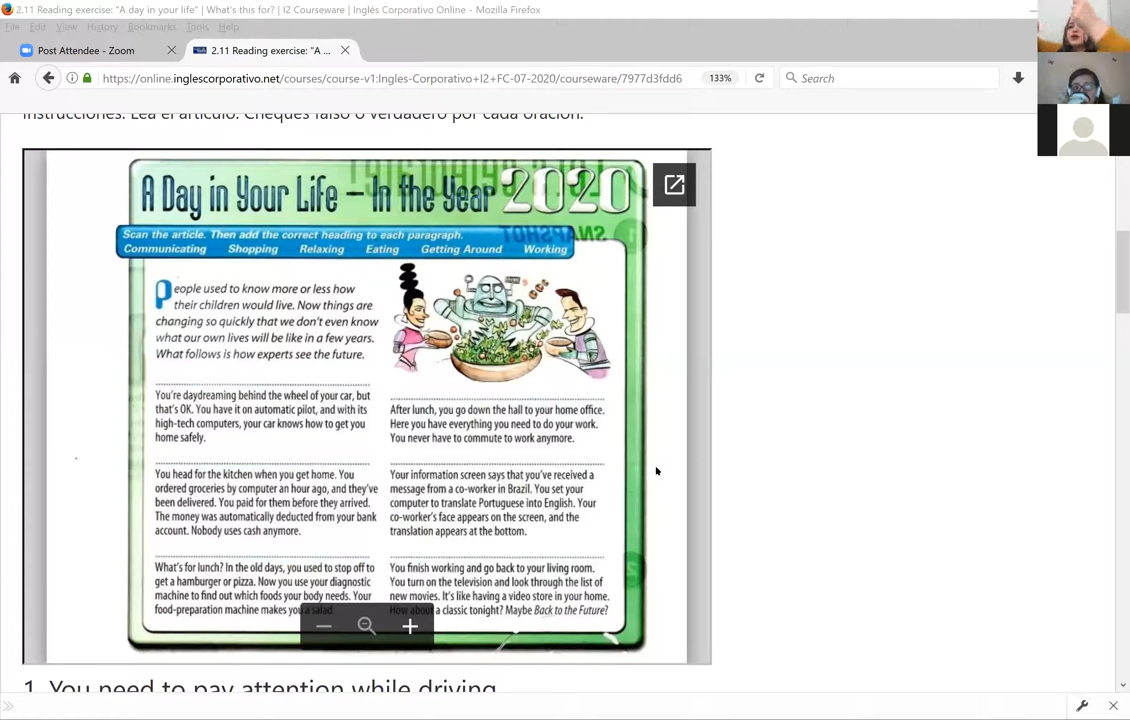 2.11 Reading exercise: "A day in your life" | What's this for? | I2 Courseware | Inglés Corporativo Online - Mozilla Firefox
File Edit View History Bookmarks Tools Help
Post Attendee - Zoom
2.11 Reading exercise: "A ...
https://online.inglescorporativo.net/courses/course-v1:Ingles-Corporativo+I2+FC-07-2020/courseware/7977d3fdd6
133%
Search
Instrucciones: Lea el artículo. Cheques falso o verdadero por cada oración.
A Day in Your Life – In the Year 2020
Scan the article. Then add the correct heading to each paragraph.
Communicating Shopping Relaxing Eating Getting Around Working
SNAPSHOT
People used to know more or less how
their children would live. Now things are
changing so quickly that we don't even know
what our own lives will be like in a few years.
What follows is how experts see the future.
You're daydreaming behind the wheel of your car, but
that's OK. You have it on automatic pilot, and with its
high-tech computers, your car knows how to get you
home safely.
You head for the kitchen when you get home. You
ordered groceries by computer an hour ago, and they've
been delivered. You paid for them before they arrived.
The money was automatically deducted from your bank
account. Nobody uses cash anymore.
What's for lunch? In the old days, you used to stop off to
get a hamburger or pizza. Now you use your diagnostic
machine to find out which foods your body needs. Your
food-preparation machine makes you a salad.
After lunch, you go down the hall to your home office.
Here you have everything you need to do your work.
You never have to commute to work anymore.
Your information screen says that you've received a
message from a co-worker in Brazil. You set your
computer to translate Portuguese into English. Your
co-worker's face appears on the screen, and the
translation appears at the bottom.
You finish working and go back to your living room.
You turn on the television and look through the list of
new movies. It's like having a video store in your home.
How about a classic tonight? Maybe Back to the Future?
1. You need to pay attention while driving.